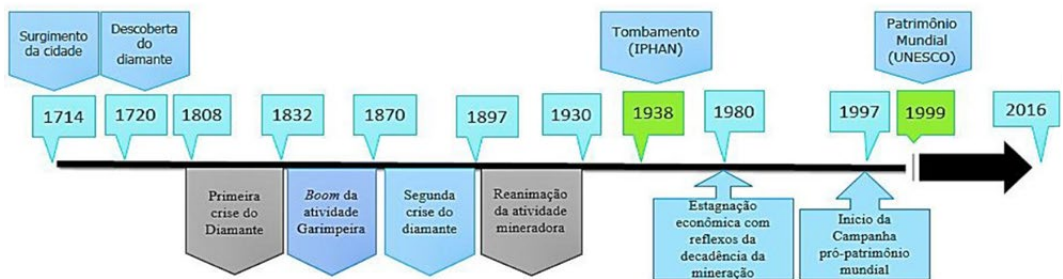 Surgimento
da cidade
Descoberta
do
diamante
Tombamento
(IPHAN)
Patrimônio
Mundial
(UNESCO)
1714
1720
1808
1832
1870
1897
1930
1938
1980
1997
1999
2016
Primeira
crise do
Diamante
Boom da
atividade
Garimpeira
Segunda
crise do
diamante
Reanimação
da atividade
mineradora
Estagnação
econômica com
reflexos da
decadência da
mineração
Inicio da
Campanha
pró-patrimônio
mundial